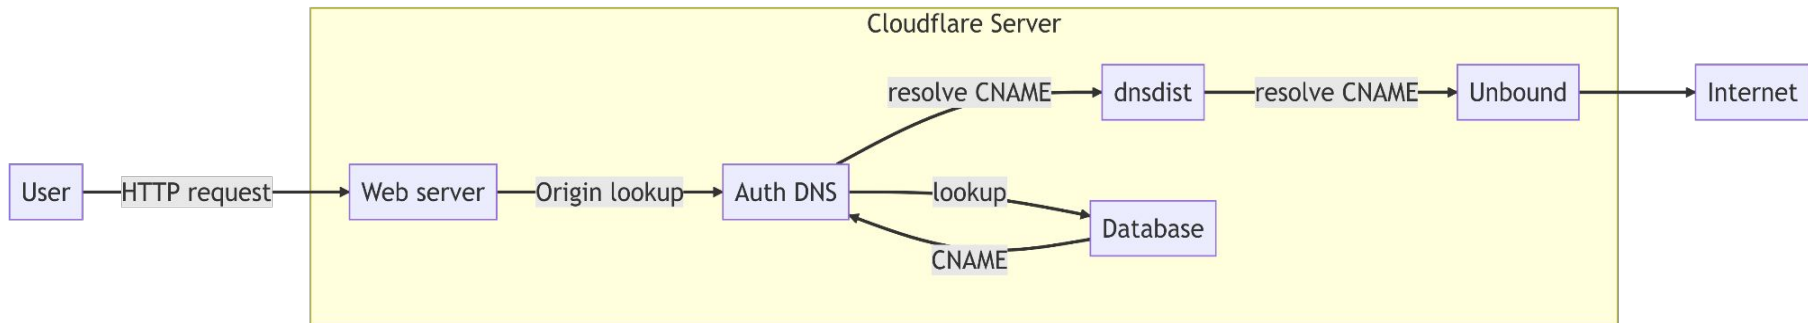 Cloudflare Server
resolve CNAME
dnsdist
resolve CNAME
Unbound
Internet
User
HTTP request
Web server
Origin lookup
Auth DNS
lookup
Database
CNAME